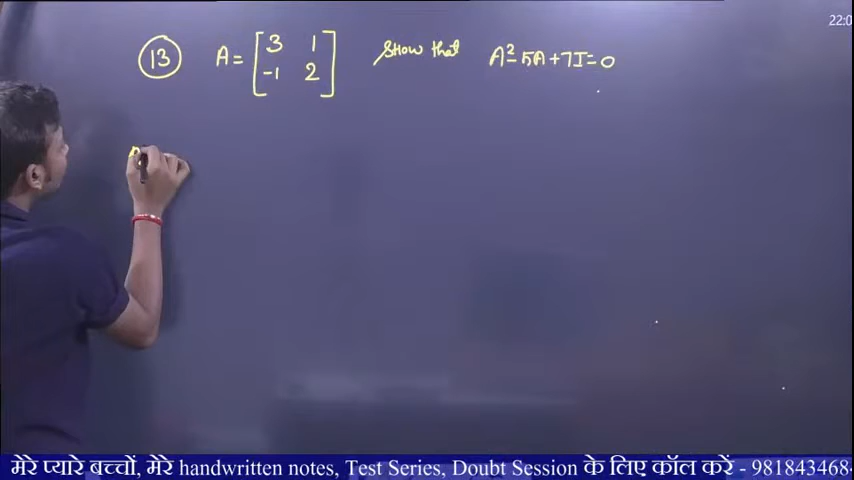 22:0
13 A = [ 3 1 Show that A² - 5A + 7I = 0
-1 2 ]
मेरे प्यारे बच्चों, मेरे handwritten notes, Test Series, Doubt Session के लिए कॉल करें - 981843468